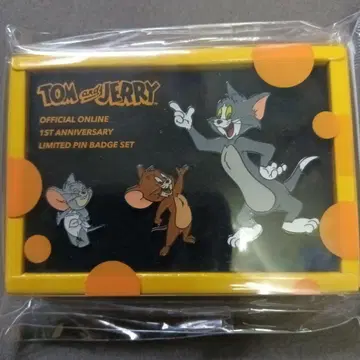 TOM and JERRY
OFFICIAL ONLINE
1ST ANNIVERSARY
LIMITED PIN BADGE SET